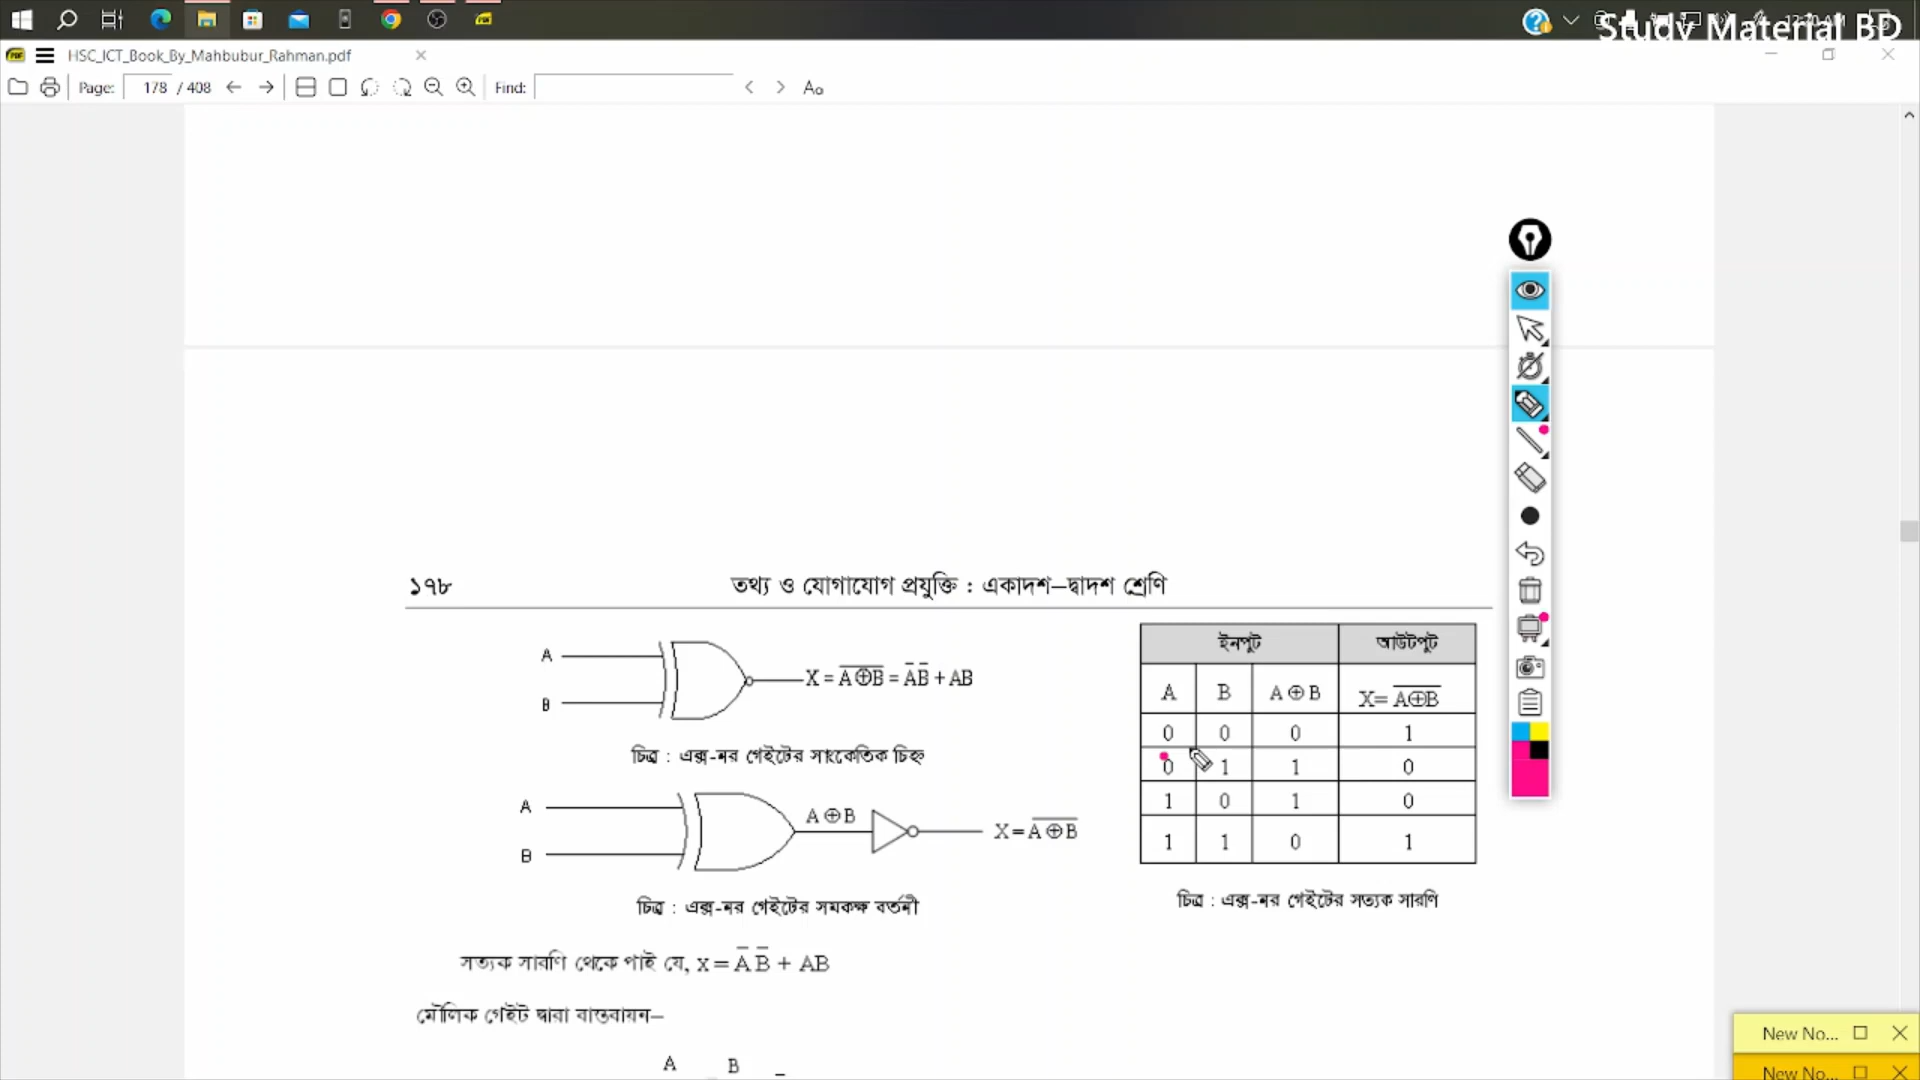 Study Material BD
HSC_ICT_Book_By_Mahbubur_Rahman.pdf
Page: 178 / 408 Find: Aa
১৭৮ তথ্য ও যোগাযোগ প্রযুক্তি : একাদশ–দ্বাদশ শ্রেণি
A
B
X = \overline{A⊕B} = A̅ B̅ + AB
চিত্র : এক্স-নর গেইটের সাংকেতিক চিহ্ন
A
B
A⊕B
X = \overline{A⊕B}
চিত্র : এক্স-নর গেইটের সমকক্ষ বর্তনী
ইনপুট আউটপুট
A B A⊕B X= \overline{A⊕B}
0 0 0 1
0 1 1 0
1 0 1 0
1 1 0 1
চিত্র : এক্স-নর গেইটের সত্যক সারণি
সত্যক সারণি থেকে পাই যে, x = A̅ B̅ + AB
মৌলিক গেইট দ্বারা বাস্তবায়ন–
A B
New No...
New No...